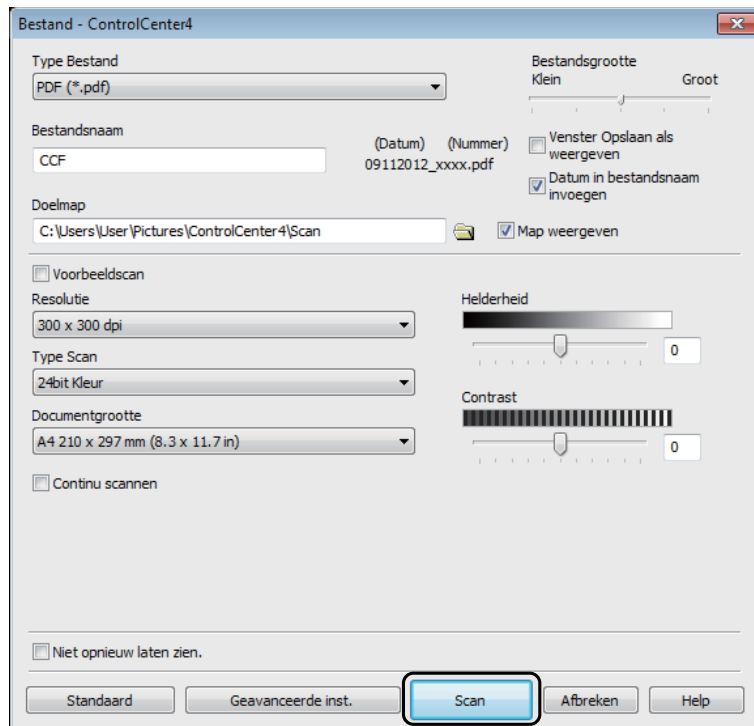 Bestand - ControlCenter4
Type Bestand
PDF (*.pdf)
Bestandsgrootte
Klein Groot
Bestandsnaam
CCF
(Datum) (Nummer)
09112012_xxxx.pdf
Venster Opslaan als
weergeven
Datum in bestandsnaam
invoegen
Doelmap
C:\Users\User\Pictures\ControlCenter4\Scan
Map weergeven
Voorbeeldscan
Resolutie
300 x 300 dpi
Type Scan
24bit Kleur
Documentgrootte
A4 210 x 297 mm (8.3 x 11.7 in)
Continu scannen
Helderheid
0
Contrast
0
Niet opnieuw laten zien.
Standaard Geavanceerde inst. Scan Afbreken Help